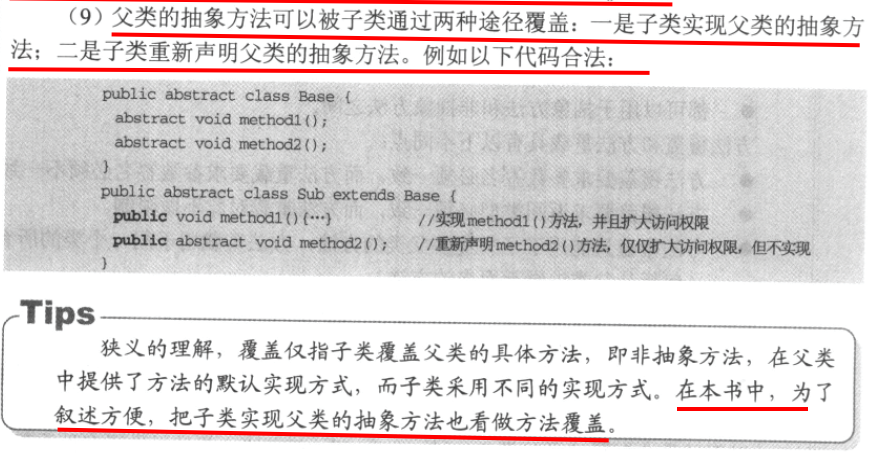 （9）父类的抽象方法可以被子类通过两种途径覆盖：一是子类实现父类的抽象方
法；二是子类重新声明父类的抽象方法。例如以下代码合法：
public abstract class Base {
abstract void method1();
abstract void method2();
}
public abstract class Sub extends Base {
public void method1(){…} //实现method1()方法，并且扩大访问权限
public abstract void method2(); //重新声明method2()方法，仅仅扩大访问权限，但不实现
}
Tips
狭义的理解，覆盖仅指子类覆盖父类的具体方法，即非抽象方法，在父类
中提供了方法的默认实现方式，而子类采用不同的实现方式。在本书中，为了
叙述方便，把子类实现父类的抽象方法也看做方法覆盖。